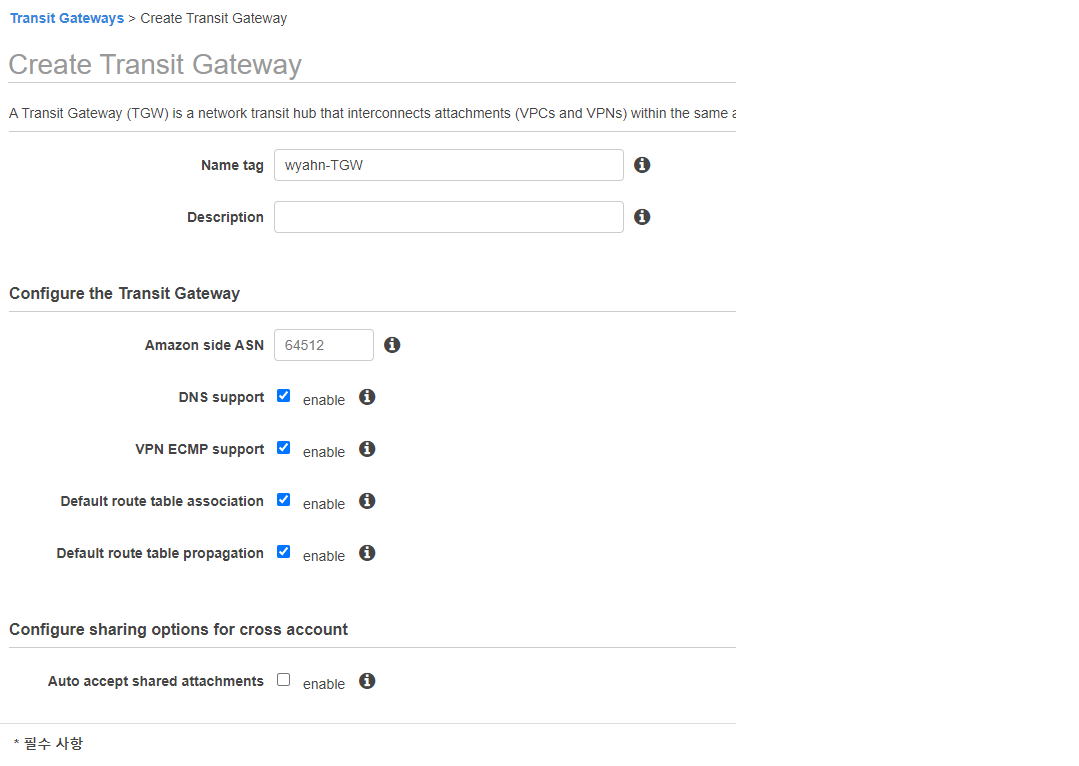 Transit Gateways > Create Transit Gateway
Create Transit Gateway
A Transit Gateway (TGW) is a network transit hub that interconnects attachments (VPCs and VPNs) within the same a
Name tag wyahn-TGW
Description
Configure the Transit Gateway
Amazon side ASN 64512
DNS support enable
VPN ECMP support enable
Default route table association enable
Default route table propagation enable
Configure sharing options for cross account
Auto accept shared attachments enable
* 필수 사항